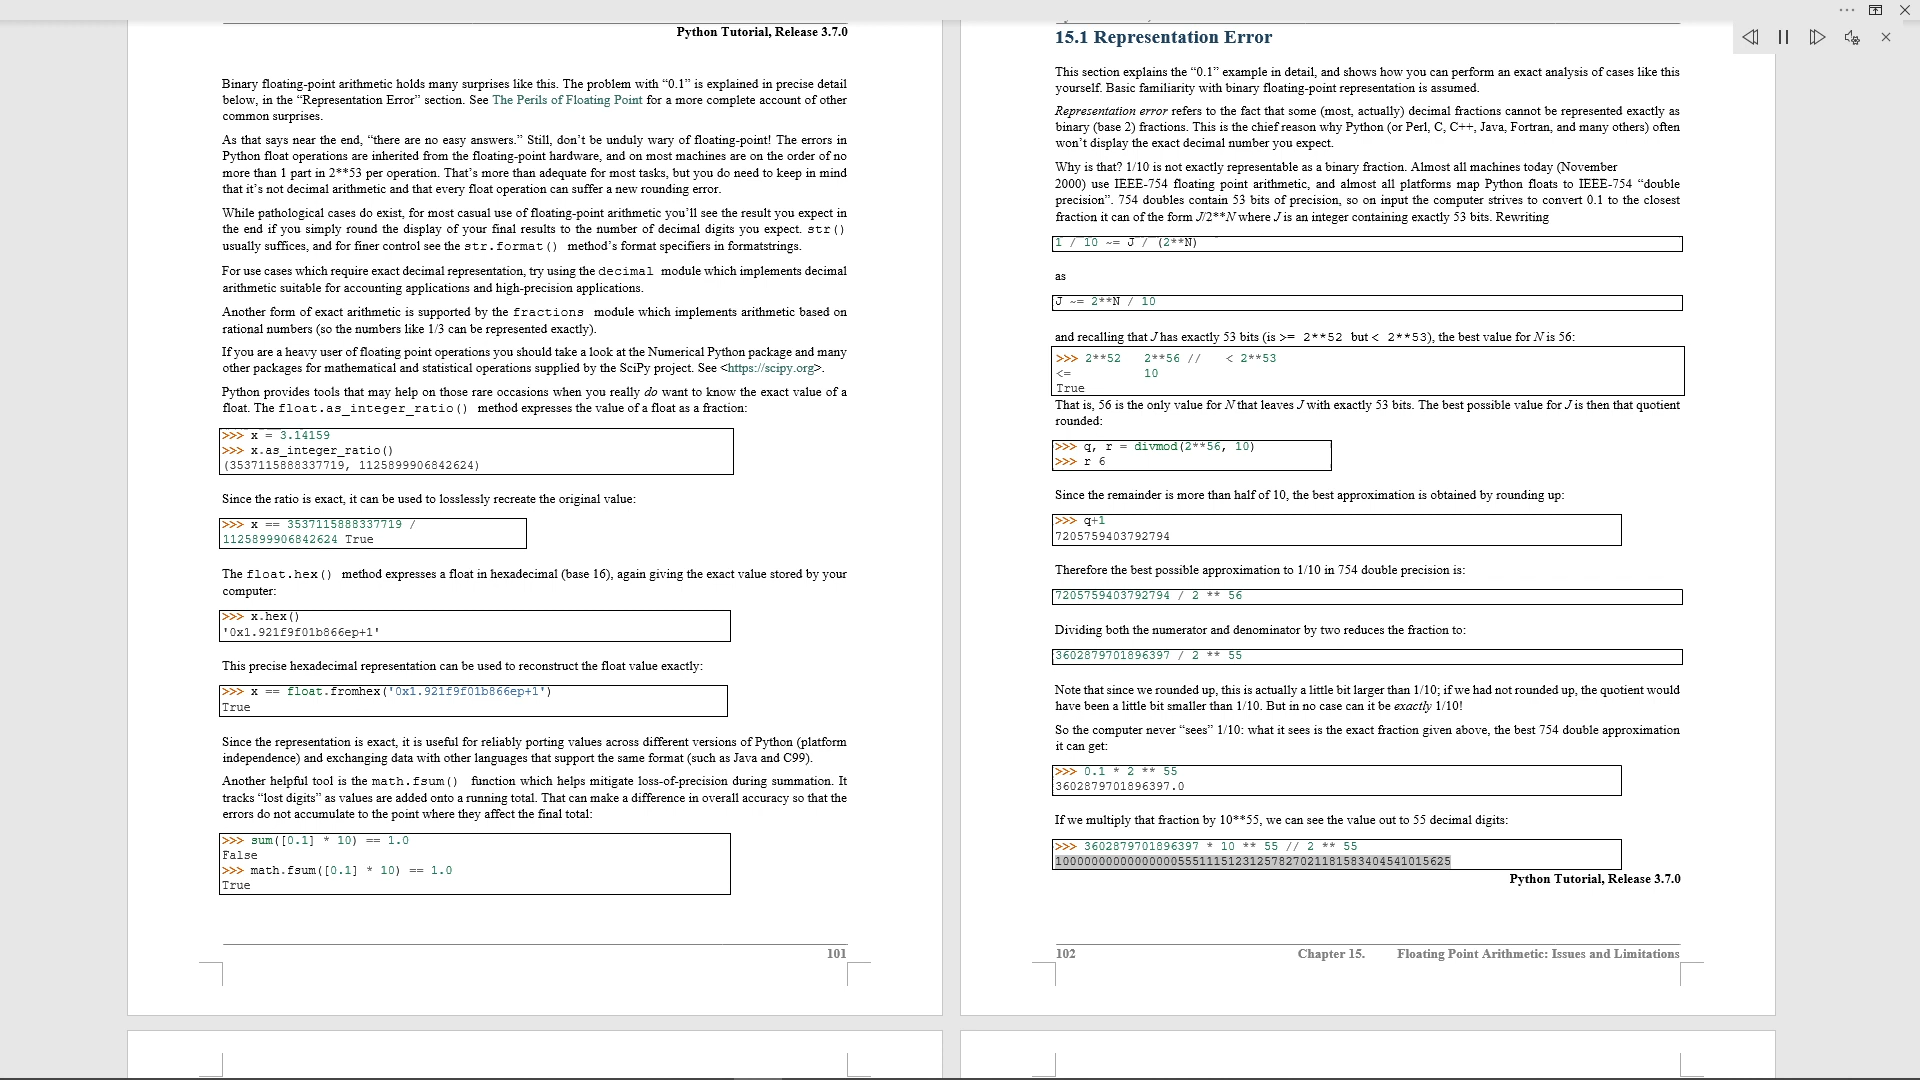 Python Tutorial, Release 3.7.0
Binary floating-point arithmetic holds many surprises like this. The problem with “0.1” is explained in precise detail
below, in the “Representation Error” section. See The Perils of Floating Point for a more complete account of other
common surprises.
As that says near the end, “there are no easy answers.” Still, don’t be unduly wary of floating-point! The errors in
Python float operations are inherited from the floating-point hardware, and on most machines are on the order of no
more than 1 part in 2**53 per operation. That’s more than adequate for most tasks, but you do need to keep in mind
that it’s not decimal arithmetic and that every float operation can suffer a new rounding error.
While pathological cases do exist, for most casual use of floating-point arithmetic you’ll see the result you expect in
the end if you simply round the display of your final results to the number of decimal digits you expect. str()
usually suffices, and for finer control see the str.format() method’s format specifiers in formatstrings.
For use cases which require exact decimal representation, try using the decimal module which implements decimal
arithmetic suitable for accounting applications and high-precision applications.
Another form of exact arithmetic is supported by the fractions module which implements arithmetic based on
rational numbers (so the numbers like 1/3 can be represented exactly).
If you are a heavy user of floating point operations you should take a look at the Numerical Python package and many
other packages for mathematical and statistical operations supplied by the SciPy project. See <https://scipy.org>.
Python provides tools that may help on those rare occasions when you really do want to know the exact value of a
float. The float.as_integer_ratio() method expresses the value of a float as a fraction:
>>> x = 3.14159
>>> x.as_integer_ratio()
(3537115888337719, 1125899906842624)
Since the ratio is exact, it can be used to losslessly recreate the original value:
>>> x == 3537115888337719 /
1125899906842624 True
The float.hex() method expresses a float in hexadecimal (base 16), again giving the exact value stored by your
computer:
>>> x.hex()
'0x1.921f9f01b866ep+1'
This precise hexadecimal representation can be used to reconstruct the float value exactly:
>>> x == float.fromhex('0x1.921f9f01b866ep+1')
True
Since the representation is exact, it is useful for reliably porting values across different versions of Python (platform
independence) and exchanging data with other languages that support the same format (such as Java and C99).
Another helpful tool is the math.fsum() function which helps mitigate loss-of-precision during summation. It
tracks “lost digits” as values are added onto a running total. That can make a difference in overall accuracy so that the
errors do not accumulate to the point where they affect the final total:
>>> sum([0.1] * 10) == 1.0
False
>>> math.fsum([0.1] * 10) == 1.0
True
101
15.1 Representation Error
This section explains the “0.1” example in detail, and shows how you can perform an exact analysis of cases like this
yourself. Basic familiarity with binary floating-point representation is assumed.
Representation error refers to the fact that some (most, actually) decimal fractions cannot be represented exactly as
binary (base 2) fractions. This is the chief reason why Python (or Perl, C, C++, Java, Fortran, and many others) often
won’t display the exact decimal number you expect.
Why is that? 1/10 is not exactly representable as a binary fraction. Almost all machines today (November
2000) use IEEE-754 floating point arithmetic, and almost all platforms map Python floats to IEEE-754 “double
precision”. 754 doubles contain 53 bits of precision, so on input the computer strives to convert 0.1 to the closest
fraction it can of the form J/2**N where J is an integer containing exactly 53 bits. Rewriting
1 / 10 ~= J / (2**N)
as
J ~= 2**N / 10
and recalling that J has exactly 53 bits (is >= 2**52 but < 2**53), the best value for N is 56:
>>> 2**52 2**56 // < 2**53
<= 10
True
That is, 56 is the only value for N that leaves J with exactly 53 bits. The best possible value for J is then that quotient
rounded:
>>> q, r = divmod(2**56, 10)
>>> r 6
Since the remainder is more than half of 10, the best approximation is obtained by rounding up:
>>> q+1
7205759403792794
Therefore the best possible approximation to 1/10 in 754 double precision is:
7205759403792794 / 2 ** 56
Dividing both the numerator and denominator by two reduces the fraction to:
3602879701896397 / 2 ** 55
Note that since we rounded up, this is actually a little bit larger than 1/10; if we had not rounded up, the quotient would
have been a little bit smaller than 1/10. But in no case can it be exactly 1/10!
So the computer never “sees” 1/10: what it sees is the exact fraction given above, the best 754 double approximation
it can get:
>>> 0.1 * 2 ** 55
3602879701896397.0
If we multiply that fraction by 10**55, we can see the value out to 55 decimal digits:
>>> 3602879701896397 * 10 ** 55 // 2 ** 55
1000000000000000055511151231257827021181583404541015625
Python Tutorial, Release 3.7.0
102 Chapter 15. Floating Point Arithmetic: Issues and Limitations